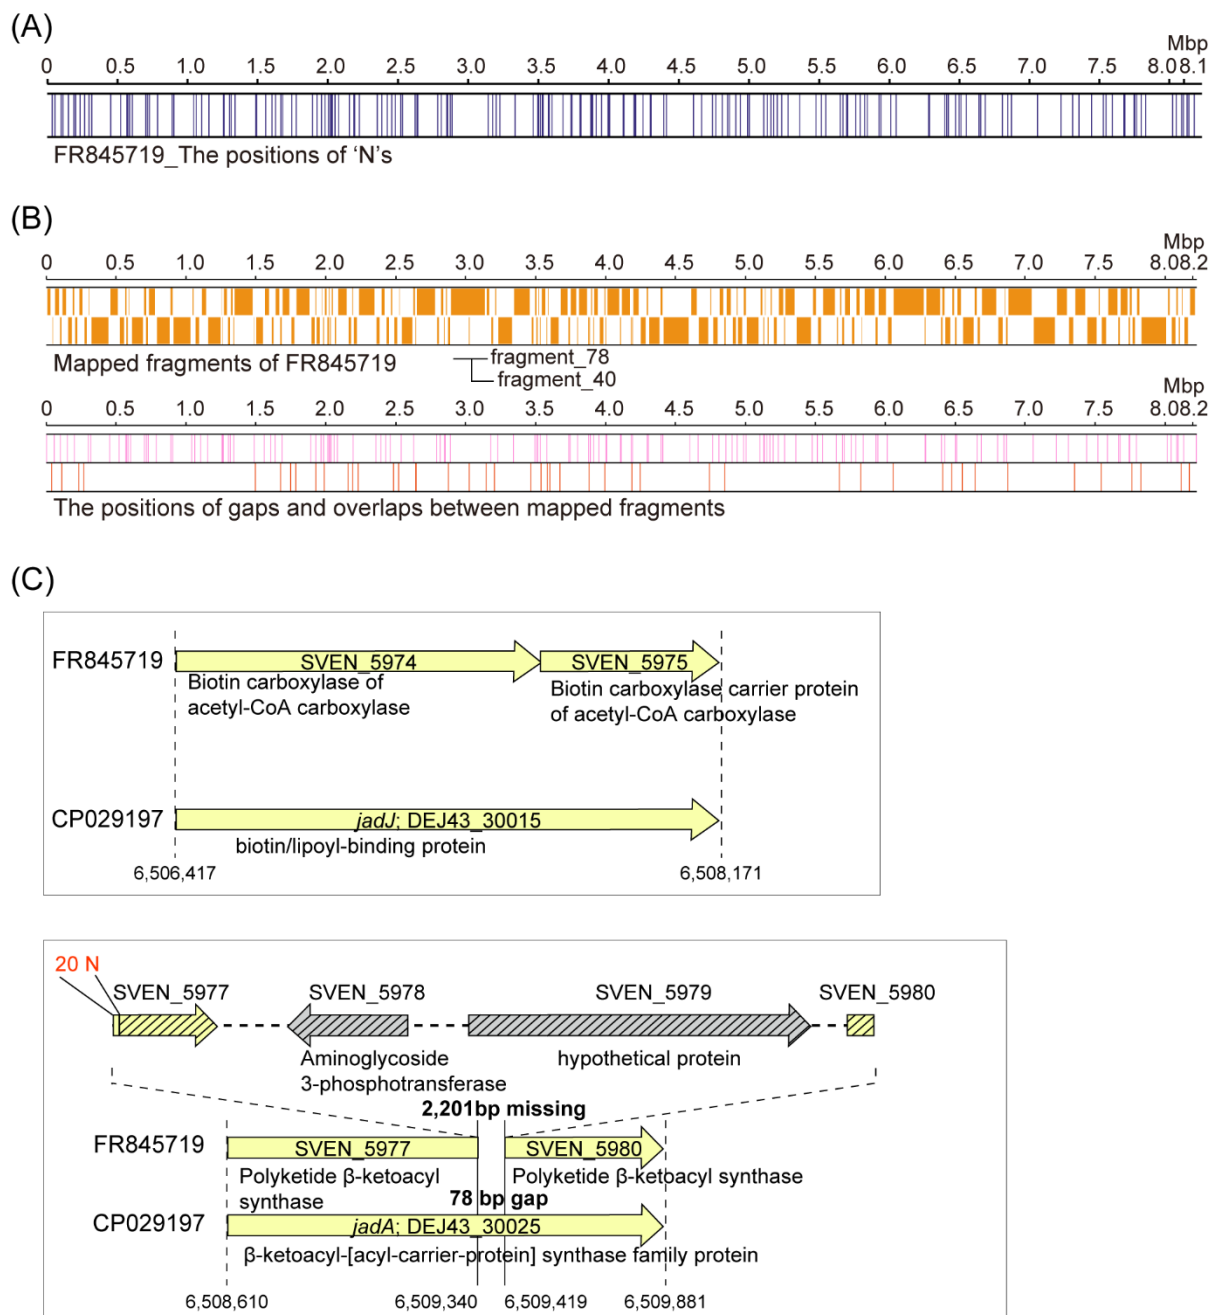 (A)
Mbp
0 0.5 1.0 1.5 2.0 2.5 3.0 3.5 4.0 4.5 5.0 5.5 6.0 6.5 7.0 7.5 8.0 8.1
FR845719_The positions of 'N's
(B)
Mbp
0 0.5 1.0 1.5 2.0 2.5 3.0 3.5 4.0 4.5 5.0 5.5 6.0 6.5 7.0 7.5 8.0 8.2
Mapped fragments of FR845719
fragment_78
fragment_40
Mbp
0 0.5 1.0 1.5 2.0 2.5 3.0 3.5 4.0 4.5 5.0 5.5 6.0 6.5 7.0 7.5 8.0 8.2
The positions of gaps and overlaps between mapped fragments
(C)
FR845719
SVEN_5974
SVEN_5975
Biotin carboxylase of
acetyl-CoA carboxylase
Biotin carboxylase carrier protein
of acetyl-CoA carboxylase
CP029197
jadJ; DEJ43_30015
biotin/lipoyl-binding protein
6,506,417
6,508,171
20 N
SVEN_5977
SVEN_5978
SVEN_5979
SVEN_5980
Aminoglycoside
3-phosphotransferase
hypothetical protein
2,201bp missing
FR845719
SVEN_5977
SVEN_5980
Polyketide β-ketoacyl
synthase
Polyketide β-ketoacyl synthase
78 bp gap
CP029197
jadA; DEJ43_30025
β-ketoacyl-[acyl-carrier-protein] synthase family protein
6,508,610
6,509,340
6,509,419
6,509,881